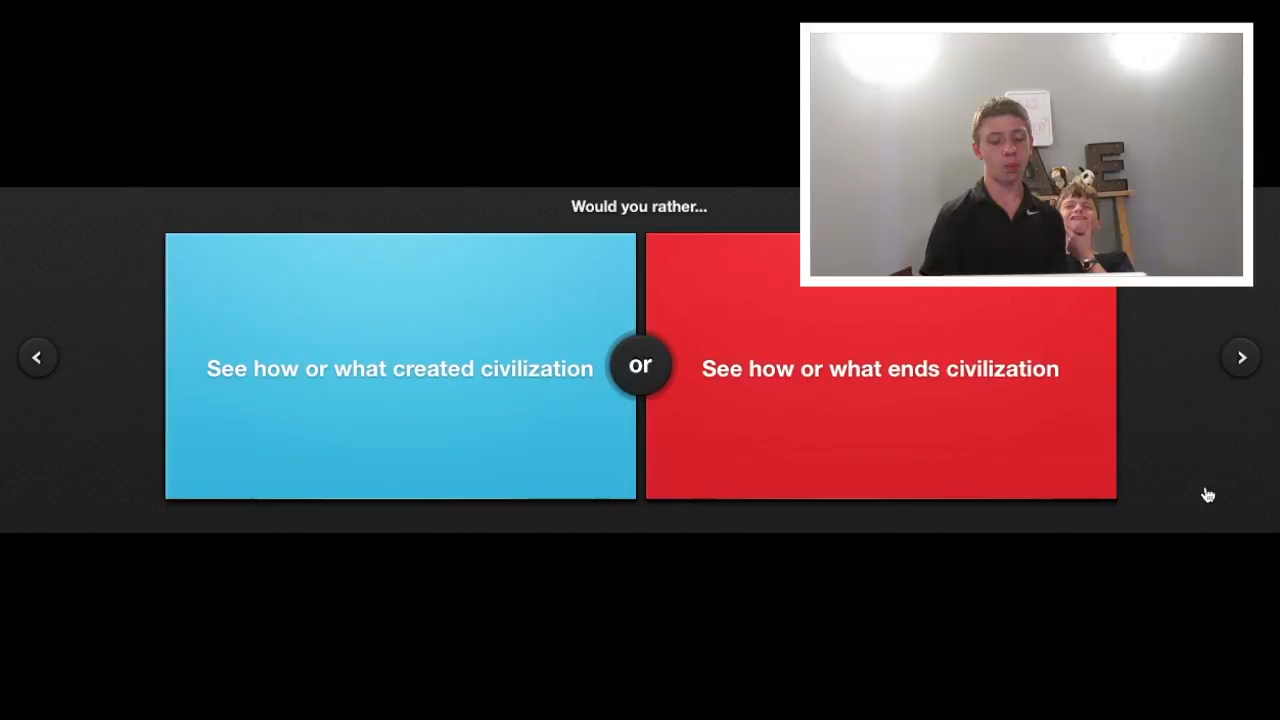 Would you rather...
See how or what created civilization
or
See how or what ends civilization
A E